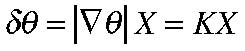 δθ = |∇θ| X = KX